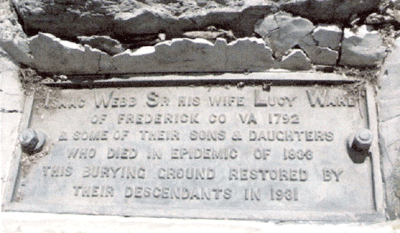 Isaac Webb Sr his wife Lucy Ware
of Frederick Co Va 1792
& some of their sons & daughters
who died in epidemic of 1833
this burying ground restored by
their descendants in 1931